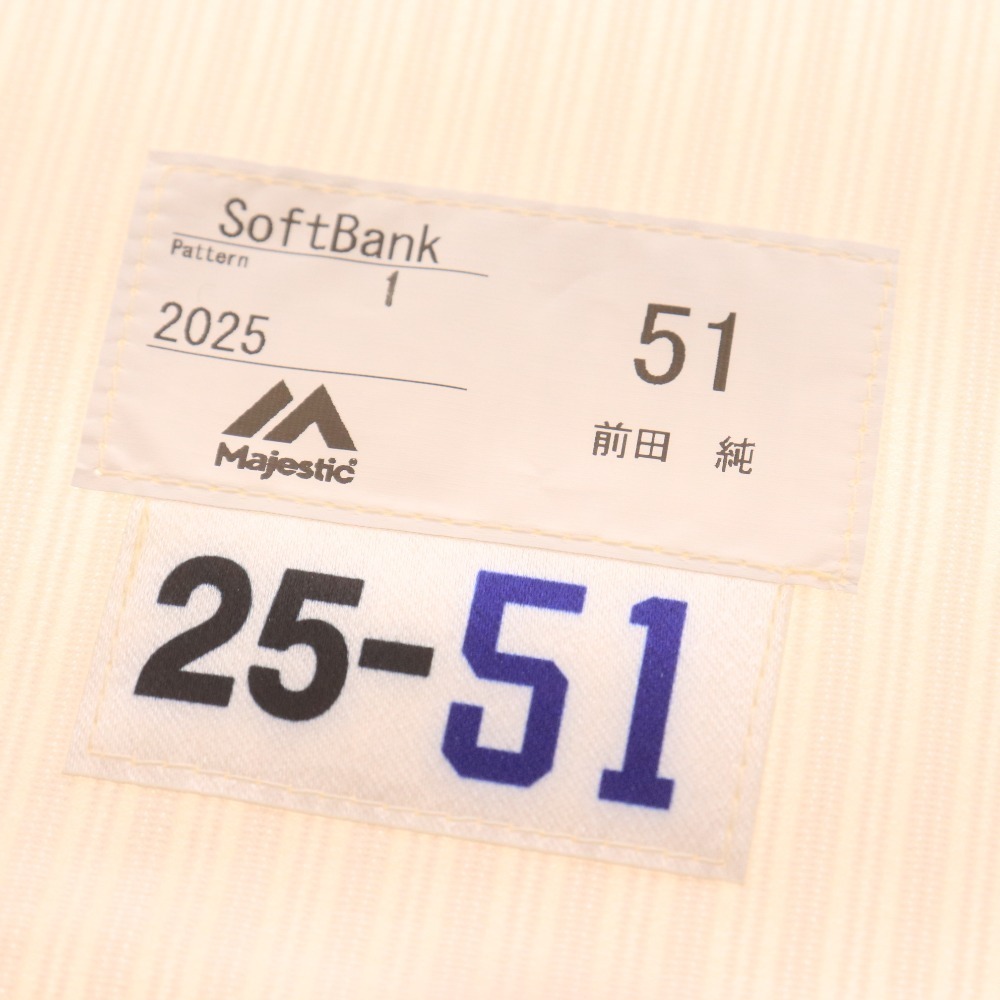 SoftBank
Pattern
1
2025
Majestic
51
前田 純
25-51